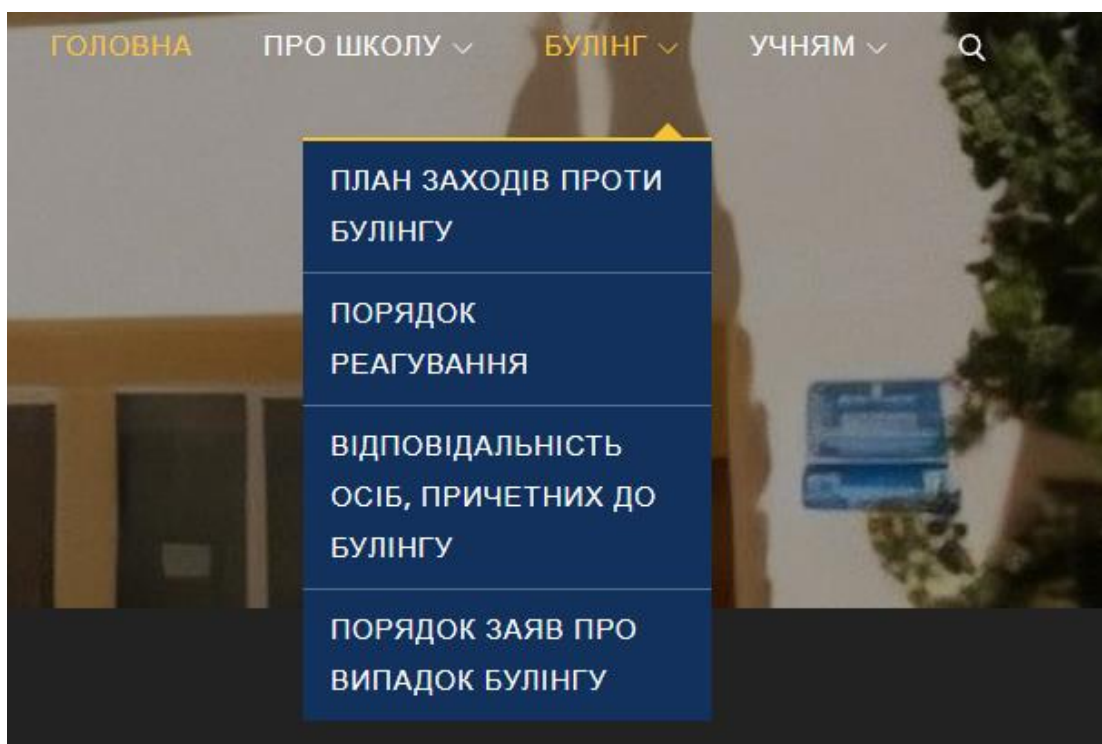 ГОЛОВНА ПРО ШКОЛУ БУЛІНГ УЧНЯМ
ПЛАН ЗАХОДІВ ПРОТИ
БУЛІНГУ
ПОРЯДОК
РЕАГУВАННЯ
ВІДПОВІДАЛЬНІСТЬ
ОСІБ, ПРИЧЕТНИХ ДО
БУЛІНГУ
ПОРЯДОК ЗАЯВ ПРО
ВИПАДОК БУЛІНГУ